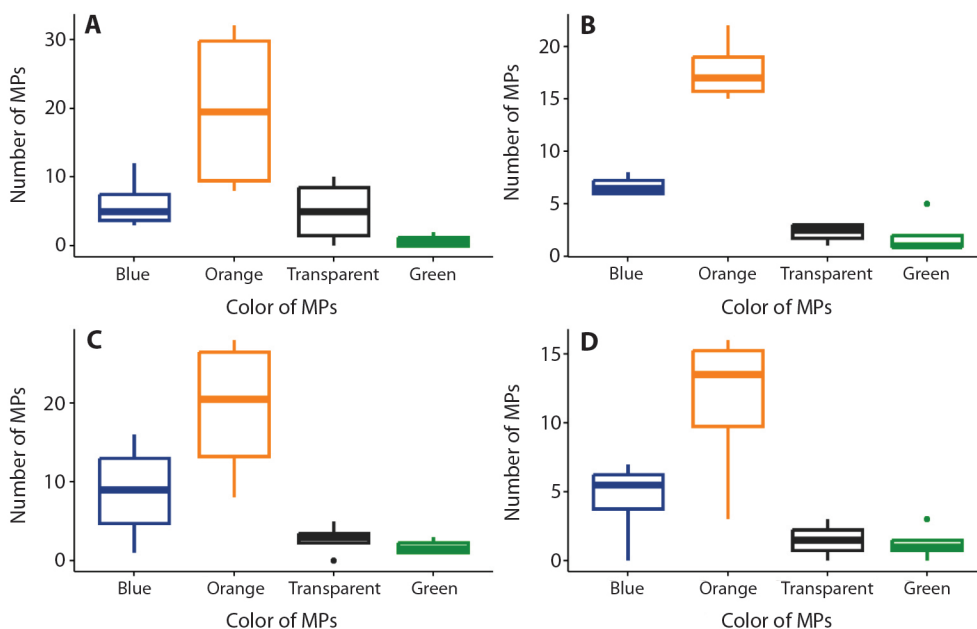 A
Number of MPs
30
20
10
0
Blue Orange Transparent Green
Color of MPs
B
Number of MPs
20
15
10
5
0
Blue Orange Transparent Green
Color of MPs
C
Number of MPs
20
10
0
Blue Orange Transparent Green
Color of MPs
D
Number of MPs
15
10
5
0
Blue Orange Transparent Green
Color of MPs